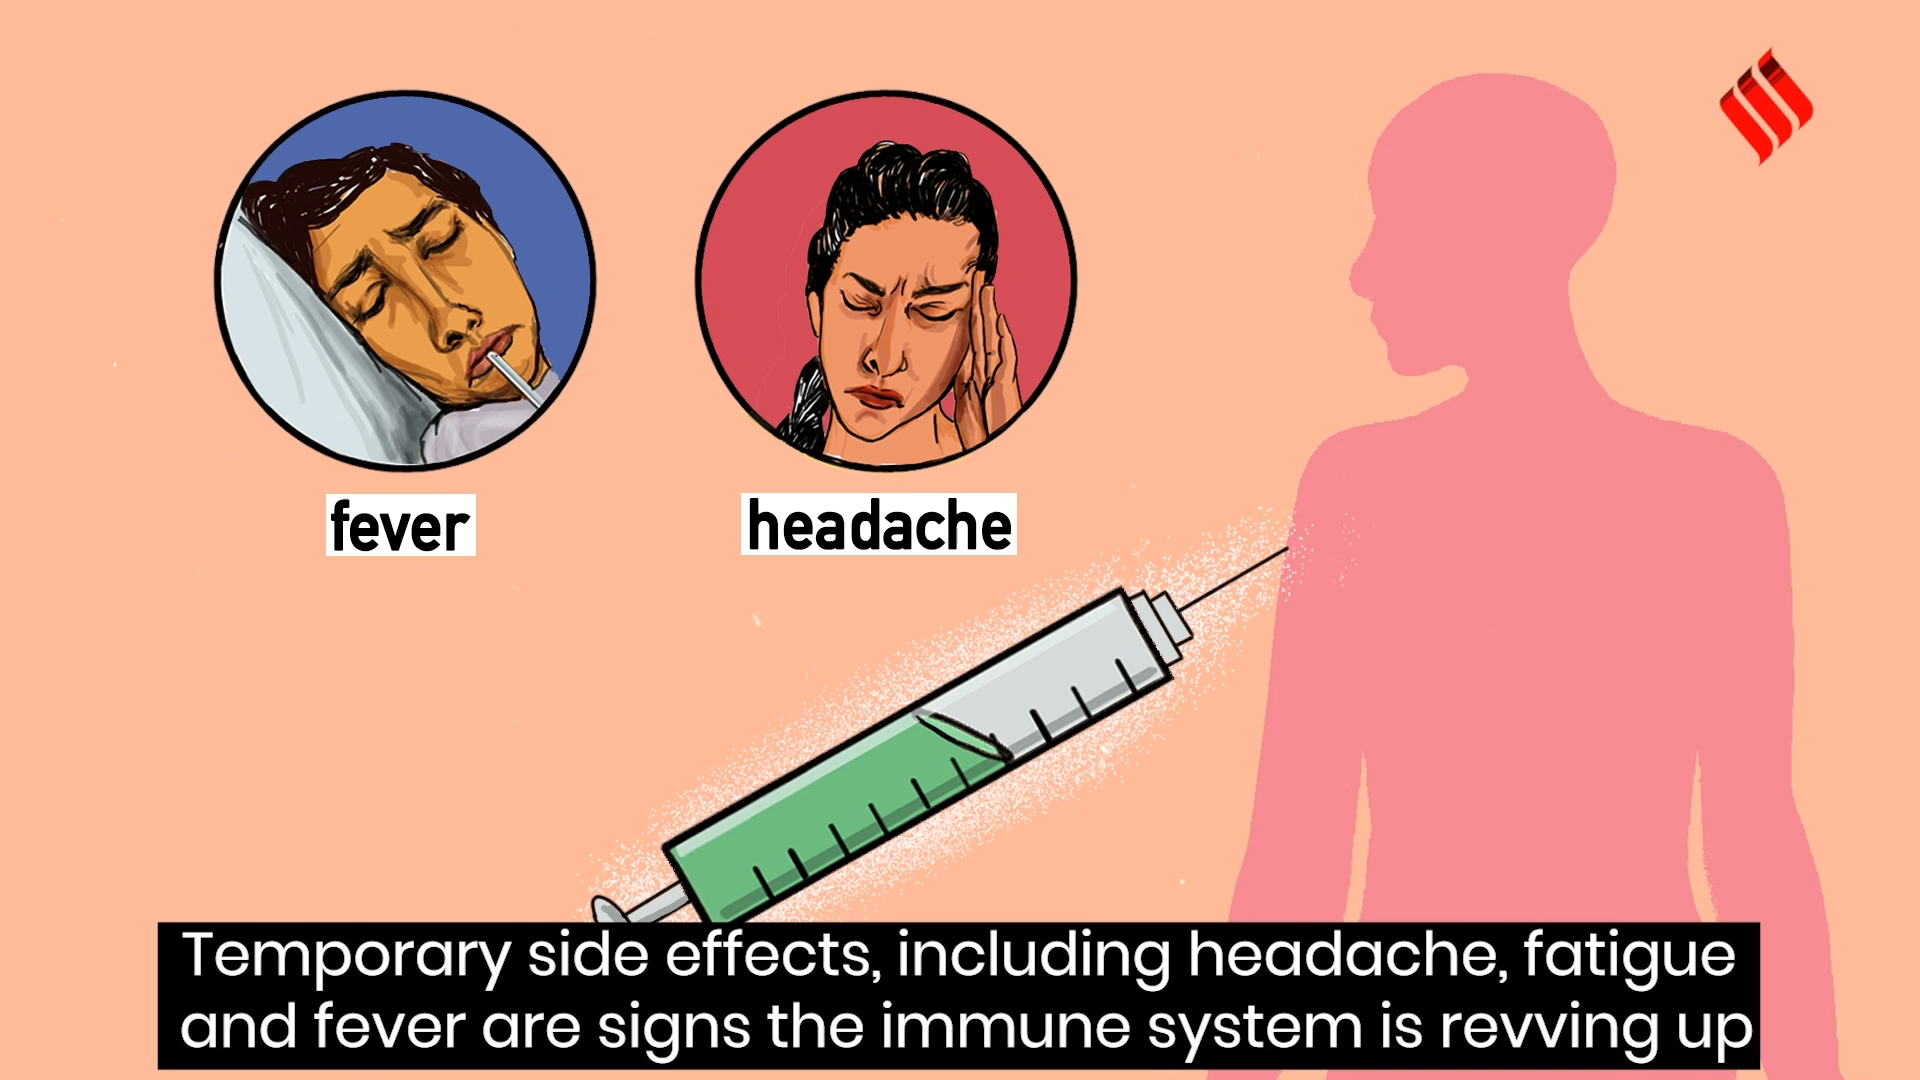 fever
headache
Temporary side effects, including headache, fatigue
and fever are signs the immune system is revving up